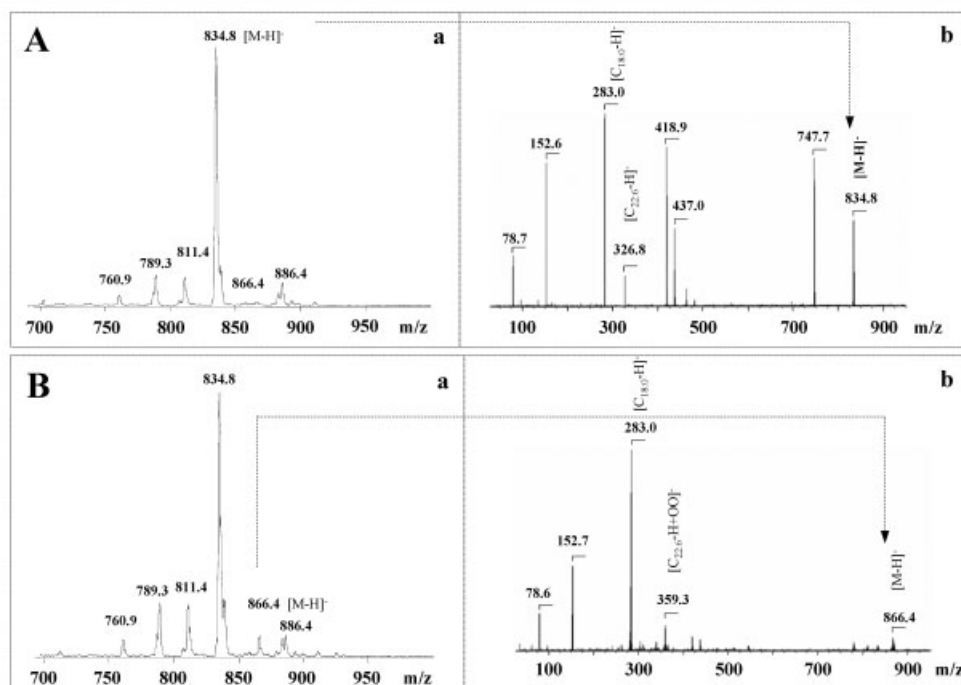 A
a
834.8 [M-H]-
760.9
789.3
811.4
866.4
886.4
700 750 800 850 900 950 m/z
b
[C18:0-H]-
283.0
152.6
418.9
747.7
[M-H]-
[C22:6-H]-
834.8
437.0
78.7
326.8
100 300 500 700 900 m/z
B
a
834.8
789.3
811.4
760.9
866.4 [M-H]-
886.4
700 750 800 850 900 950 m/z
b
[C18:0-H]-
283.0
[C22:6-H+OO]-
152.7
[M-H]-
78.6
359.3
866.4
100 300 500 700 900 m/z